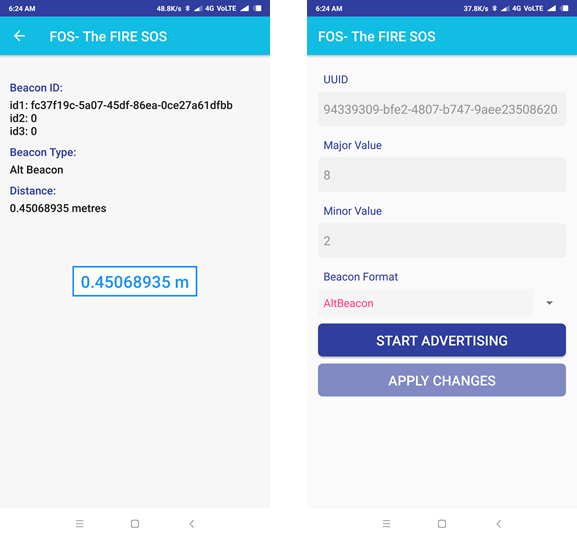 6:24 AM
48.8K/s 4G VoLTE
FOS- The FIRE SOS
Beacon ID:
id1: fc37f19c-5a07-45df-86ea-0ce27a61dfbb
id2: 0
id3: 0
Beacon Type:
Alt Beacon
Distance:
0.45068935 metres
0.45068935 m
6:24 AM
37.8K/s 4G VoLTE
FOS- The FIRE SOS
UUID
94339309-bfe2-4807-b747-9aee23508620
Major Value
8
Minor Value
2
Beacon Format
AltBeacon
START ADVERTISING
APPLY CHANGES